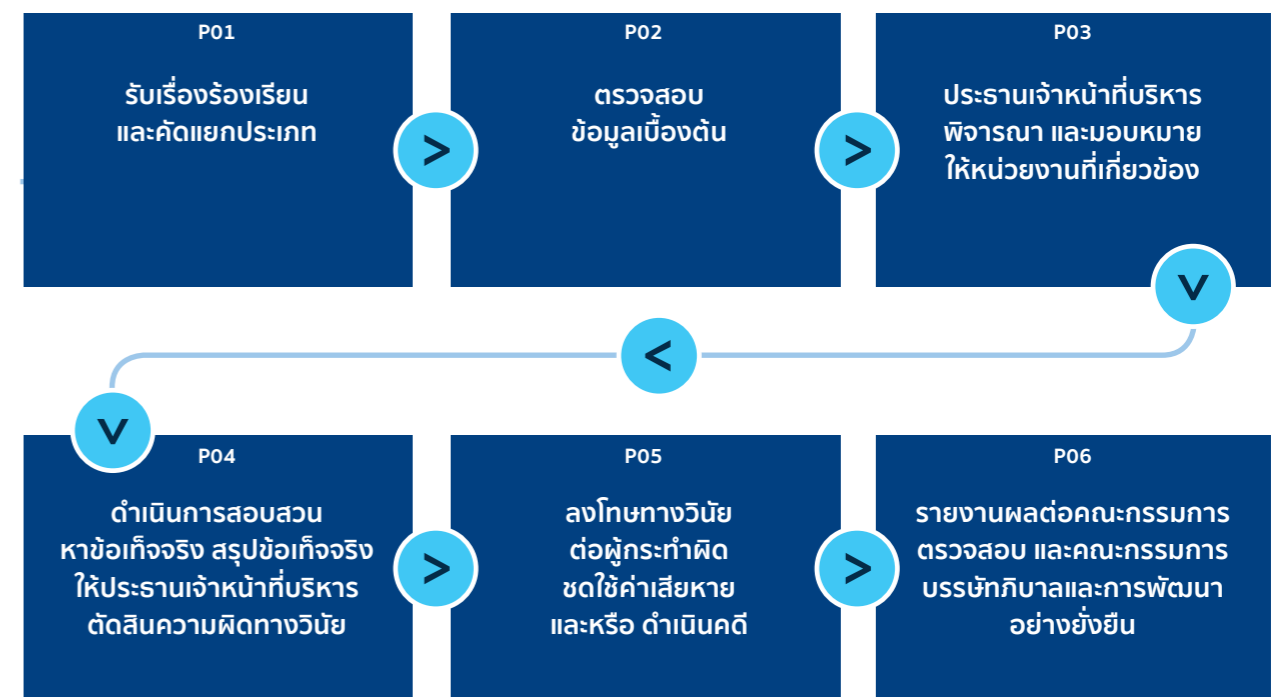 P01
รับเรื่องร้องเรียน
และคัดแยกประเภท
>
P02
ตรวจสอบ
ข้อมูลเบื้องต้น
>
P03
ประธานเจ้าหน้าที่บริหาร
พิจารณา และมอบหมาย
ให้หน่วยงานที่เกี่ยวข้อง
>
<
>
P04
ดำเนินการสอบสวน
หาข้อเท็จจริง สรุปข้อเท็จจริง
ให้ประธานเจ้าหน้าที่บริหาร
ตัดสินความผิดทางวินัย
>
P05
ลงโทษทางวินัย
ต่อผู้กระทำผิด
ชดใช้ค่าเสียหาย
และหรือ ดำเนินคดี
>
P06
รายงานผลต่อคณะกรรมการ
ตรวจสอบ และคณะกรรมการ
บรรษัทภิบาลและการพัฒนา
อย่างยั่งยืน